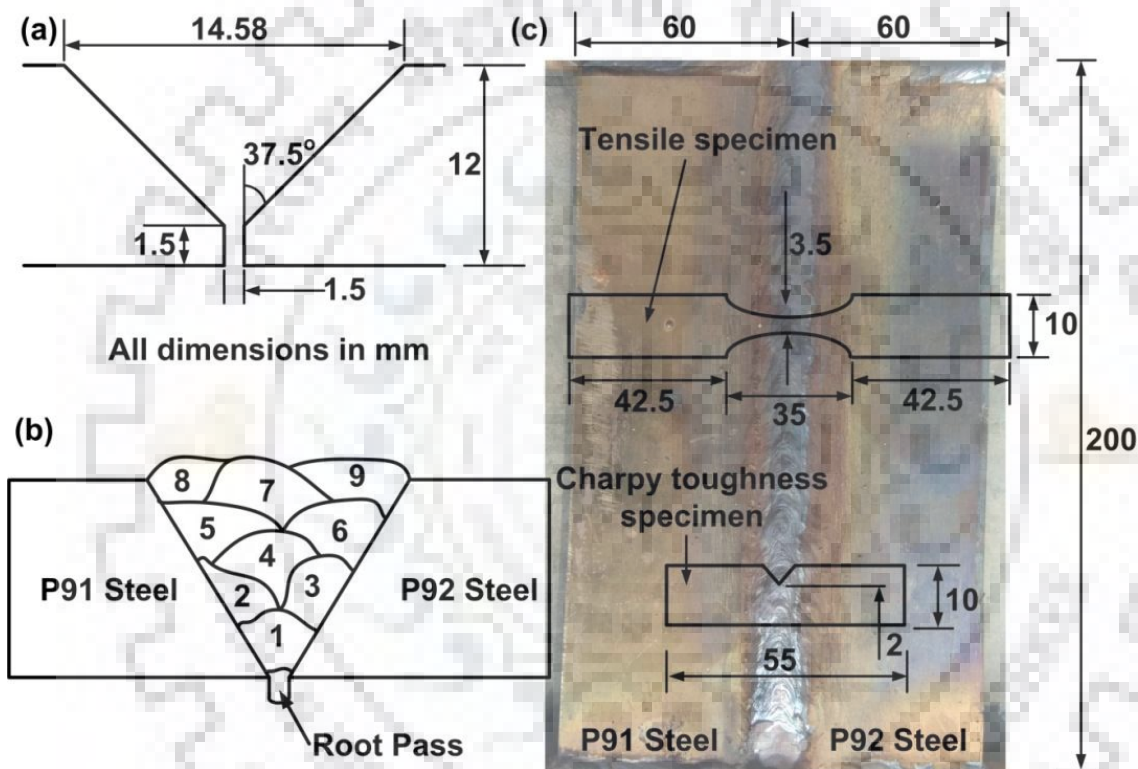 (a)
14.58
37.5°
12
1.5
1.5
All dimensions in mm
(b)
8
7
9
5
6
4
2
3
1
P91 Steel
P92 Steel
Root Pass
(c)
60
60
Tensile specimen
3.5
10
42.5
35
42.5
200
Charpy toughness
specimen
10
2
55
P91 Steel
P92 Steel